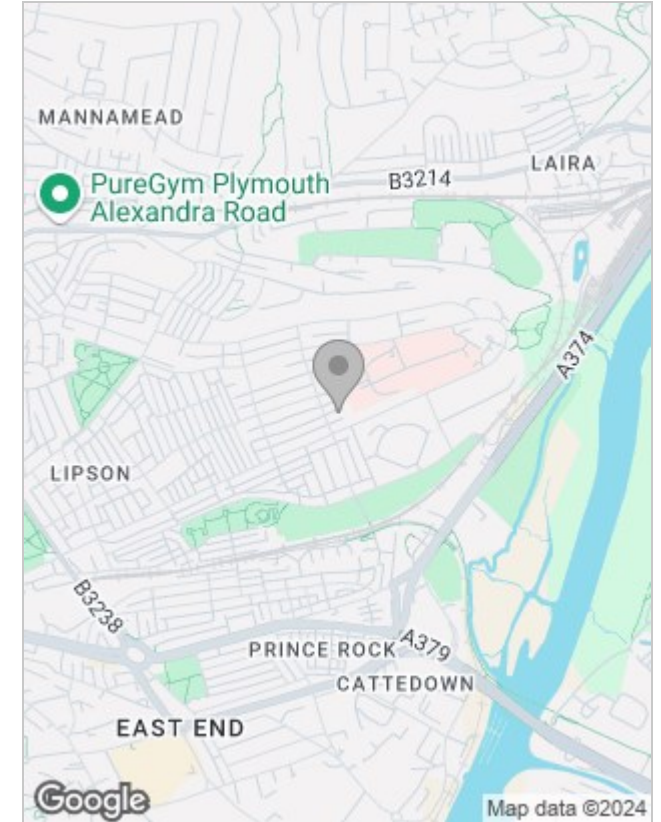 MANNAMEAD
PureGym Plymouth
Alexandra Road
B3214
LAIRA
A374
LIPSON
B3238
PRINCE ROCK
A379
CATTEDOWN
EAST END
Google
Map data ©2024